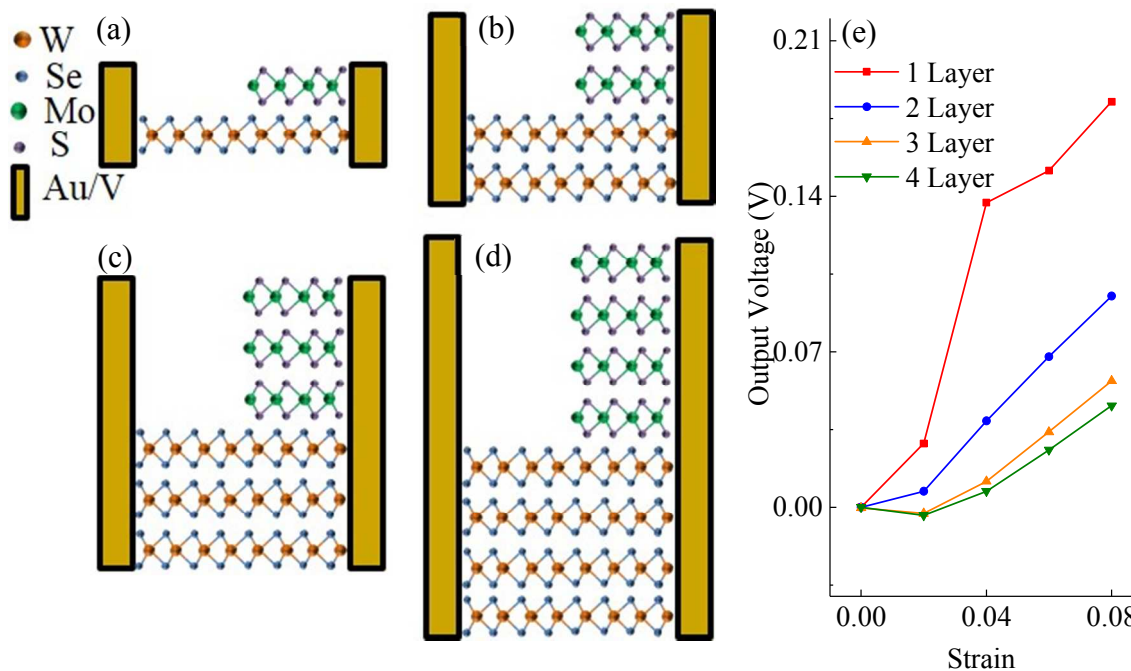 (a)
W
Se
Mo
S
Au/V
(b)
(c)
(d)
(e)
1 Layer
2 Layer
3 Layer
4 Layer
Output Voltage (V)
0.21
0.14
0.07
0.00
0.00
0.04
0.08
Strain